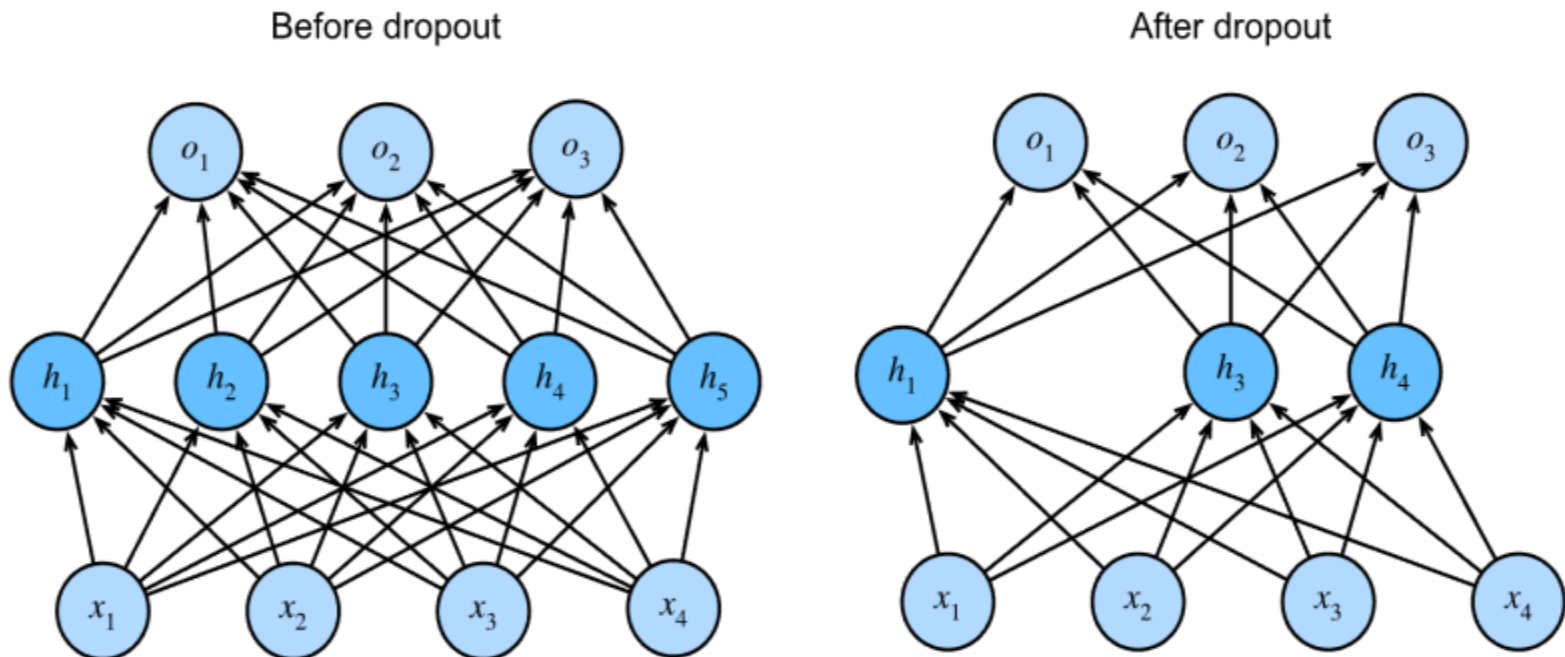 Before dropout
o₁ o₂ o₃
h₁ h₂ h₃ h₄ h₅
x₁ x₂ x₃ x₄
After dropout
o₁ o₂ o₃
h₁ h₃ h₄
x₁ x₂ x₃ x₄